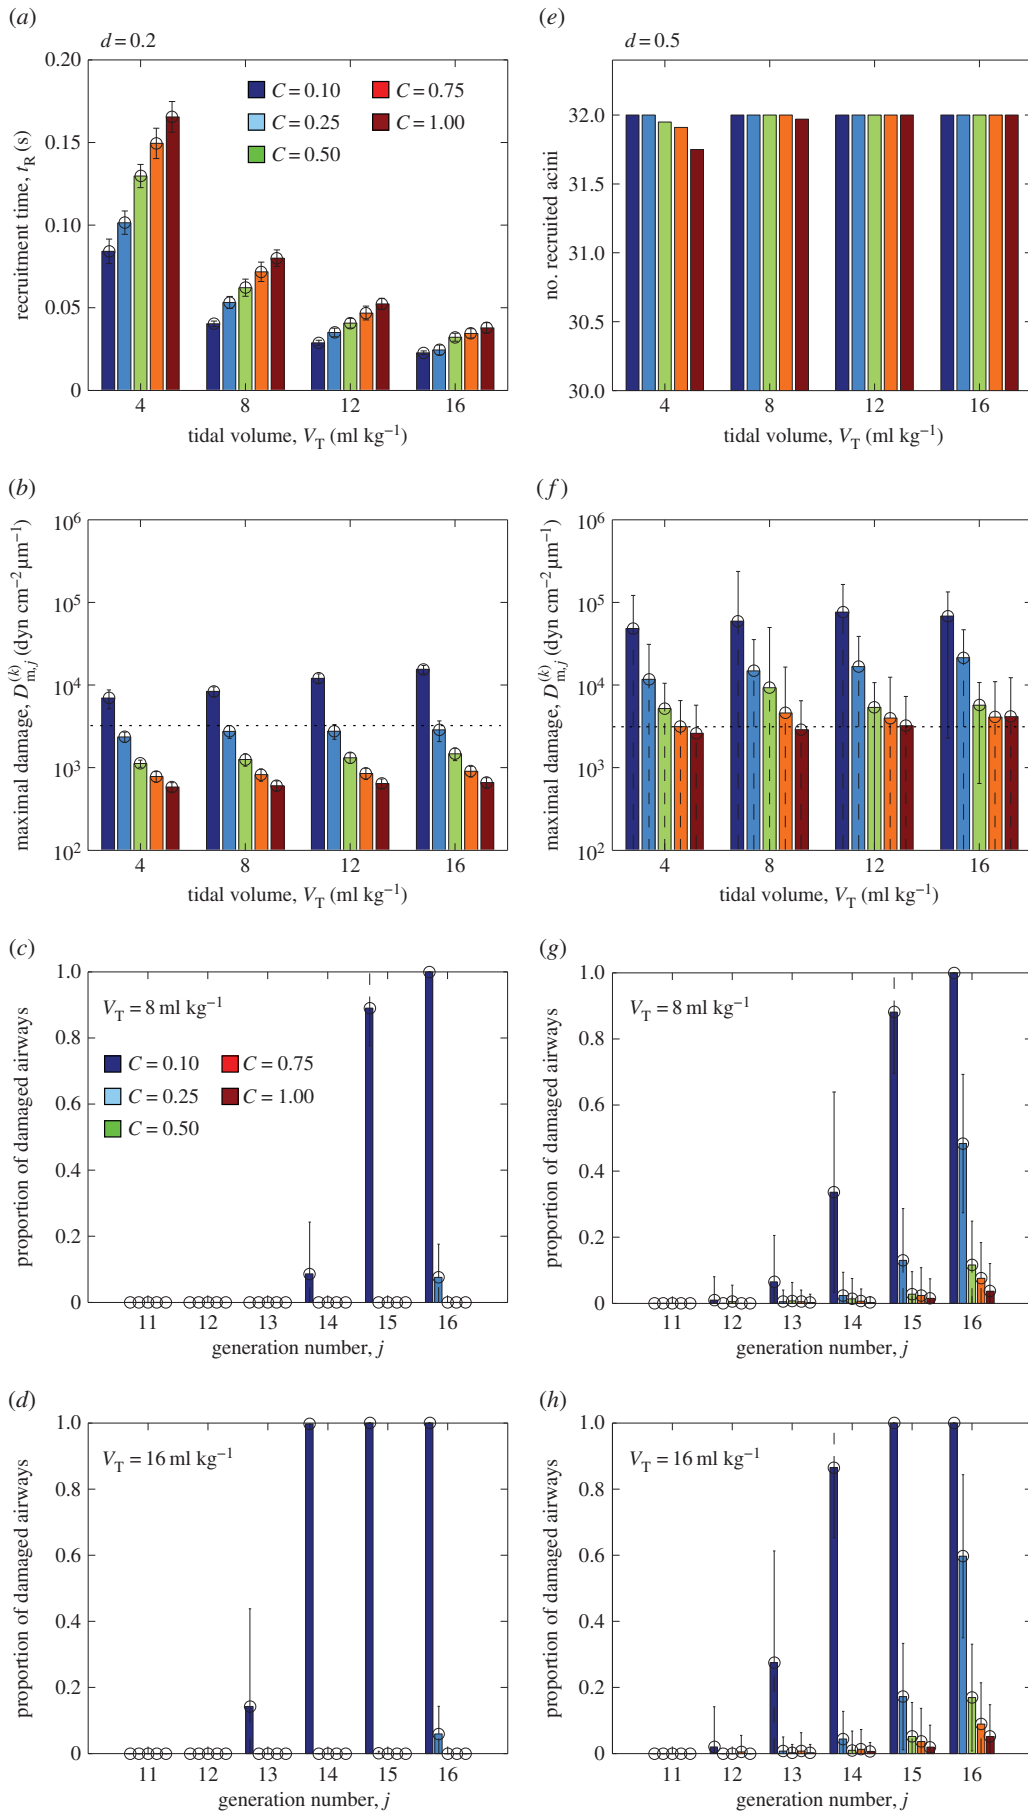 (a)
d = 0.2
0.20
0.15
0.10
0.05
0
recruitment time, t_R (s)
C = 0.10
C = 0.75
C = 0.25
C = 1.00
C = 0.50
4 8 12 16
tidal volume, V_T (ml kg⁻¹)
(e)
d = 0.5
32.0
31.5
31.0
30.5
30.0
no. recruited acini
4 8 12 16
tidal volume, V_T (ml kg⁻¹)
(b)
10⁶
10⁵
10⁴
10³
10²
maximal damage, D_{m,j}^{(k)} (dyn cm⁻² μm⁻¹)
4 8 12 16
tidal volume, V_T (ml kg⁻¹)
(f)
10⁶
10⁵
10⁴
10³
10²
maximal damage, D_{m,j}^{(k)} (dyn cm⁻² μm⁻¹)
4 8 12 16
tidal volume, V_T (ml kg⁻¹)
(c)
V_T = 8 ml kg⁻¹
1.0
0.8
0.6
0.4
0.2
0
proportion of damaged airways
C = 0.10
C = 0.75
C = 0.25
C = 1.00
C = 0.50
11 12 13 14 15 16
generation number, j
(g)
V_T = 8 ml kg⁻¹
1.0
0.8
0.6
0.4
0.2
0
proportion of damaged airways
11 12 13 14 15 16
generation number, j
(d)
V_T = 16 ml kg⁻¹
1.0
0.8
0.6
0.4
0.2
0
proportion of damaged airways
11 12 13 14 15 16
generation number, j
(h)
V_T = 16 ml kg⁻¹
1.0
0.8
0.6
0.4
0.2
0
proportion of damaged airways
11 12 13 14 15 16
generation number, j